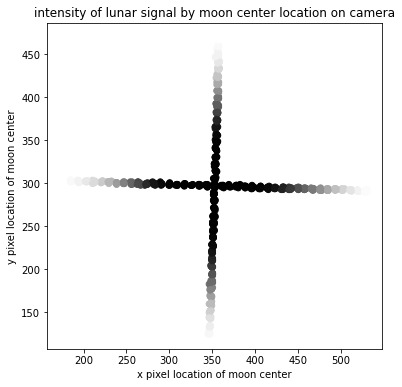 intensity of lunar signal by moon center location on camera
450
400
350
300
250
200
150
y pixel location of moon center
200 250 300 350 400 450 500
x pixel location of moon center